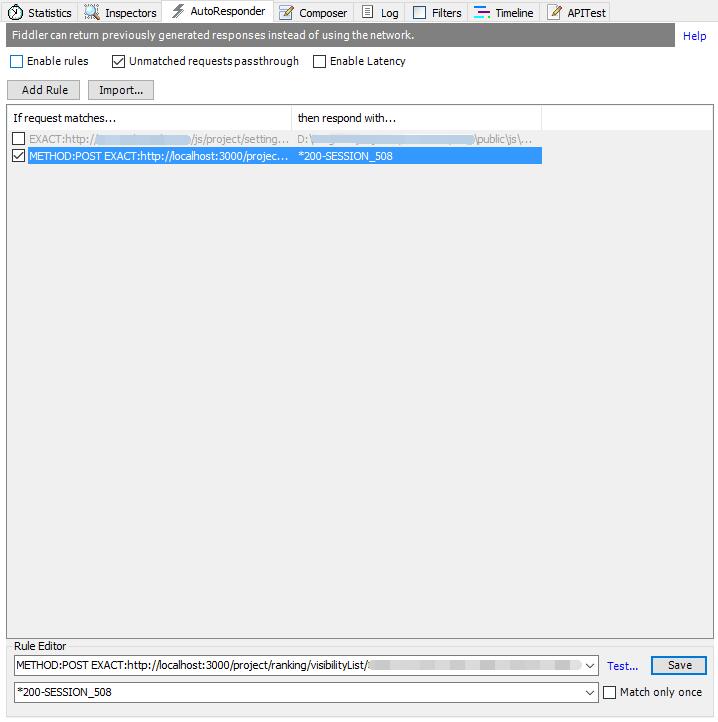 Statistics Inspectors AutoResponder Composer Log Filters Timeline APITest
Fiddler can return previously generated responses instead of using the network. Help
Enable rules Unmatched requests passthrough Enable Latency
Add Rule Import...
If request matches... then respond with...
EXACT:http:// /js/project/setting... D:\ \public\js\...
METHOD:POST EXACT:http://localhost:3000/projec... *200-SESSION_508
Rule Editor
METHOD:POST EXACT:http://localhost:3000/project/ranking/visibilityList/ Test... Save
*200-SESSION_508 Match only once